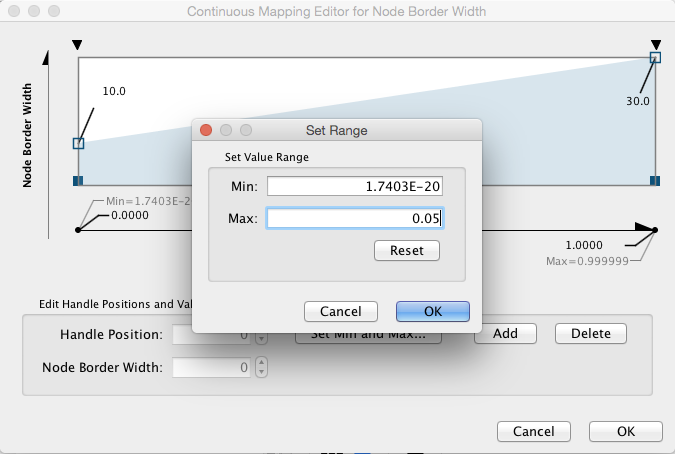 Continuous Mapping Editor for Node Border Width
Node Border Width
10.0
30.0
Min=1.7403E-2
0.0000
1.0000
Max=0.999999
Set Range
Set Value Range
Min: 1.7403E-20
Max: 0.05
Reset
Cancel OK
Edit Handle Positions and Val
Handle Position: 0 Set Min and Max... Add Delete
Node Border Width: 0
Cancel OK